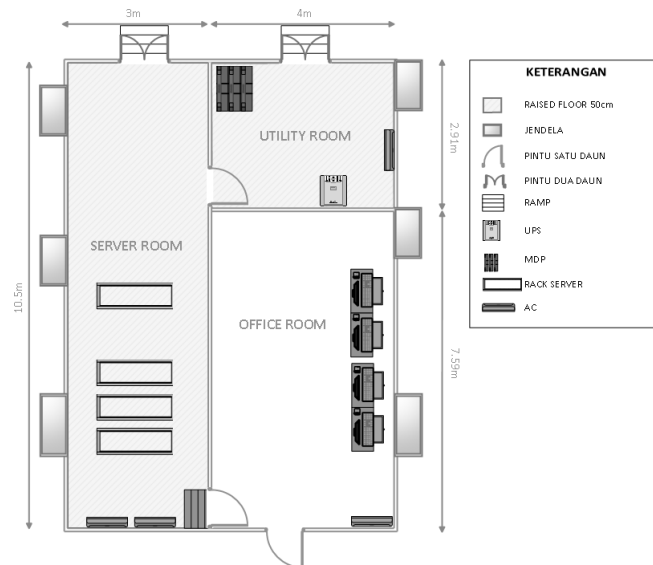 3m
4m
KETERANGAN
RAISED FLOOR 50cm
JENDELA
PINTU SATU DAUN
PINTU DUA DAUN
RAMP
UPS
MDP
RACK SERVER
AC
UTILITY ROOM
2.91m
SERVER ROOM
10.5m
OFFICE ROOM
7.59m